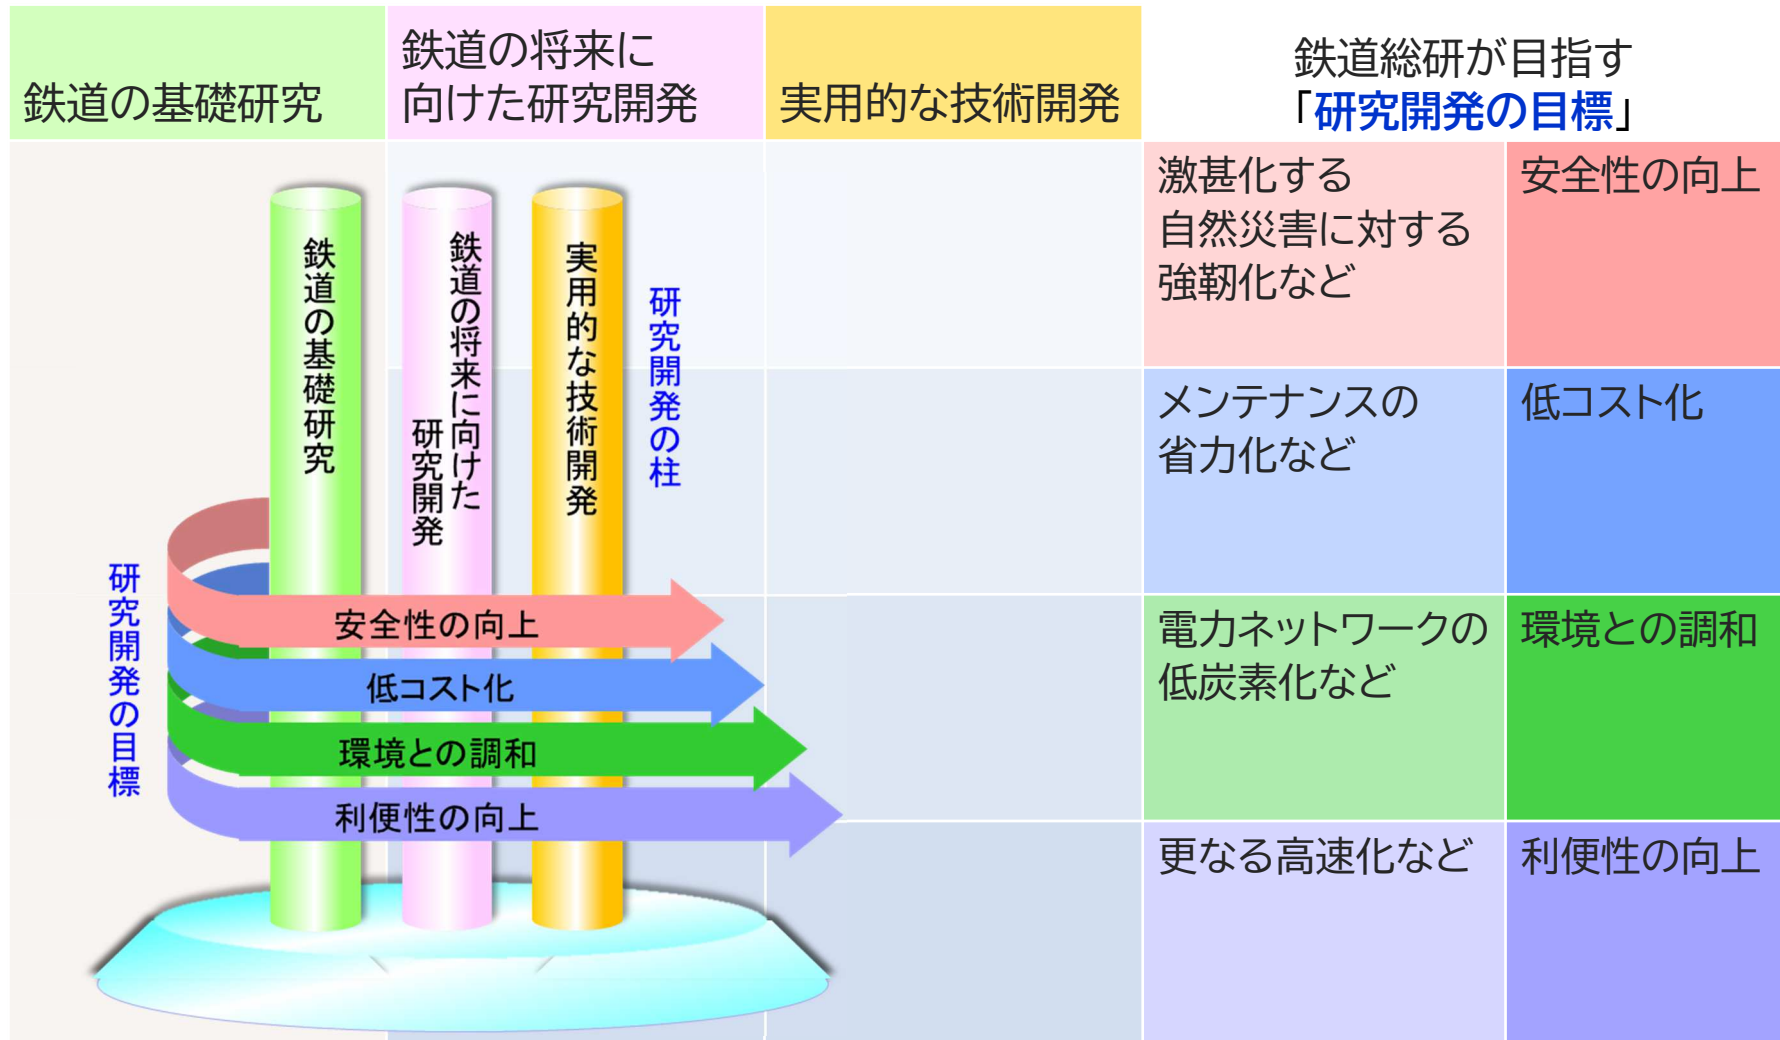 鉄道の基礎研究
鉄道の将来に
向けた研究開発
実用的な技術開発
鉄道総研が目指す
「研究開発の目標」
鉄道の基礎研究
鉄道の将来に向けた
研究開発
実用的な技術開発
研究開発の柱
研究開発の目標
安全性の向上
低コスト化
環境との調和
利便性の向上
激甚化する
自然災害に対する
強靭化など
安全性の向上
メンテナンスの
省力化など
低コスト化
電力ネットワークの
低炭素化など
環境との調和
更なる高速化など
利便性の向上